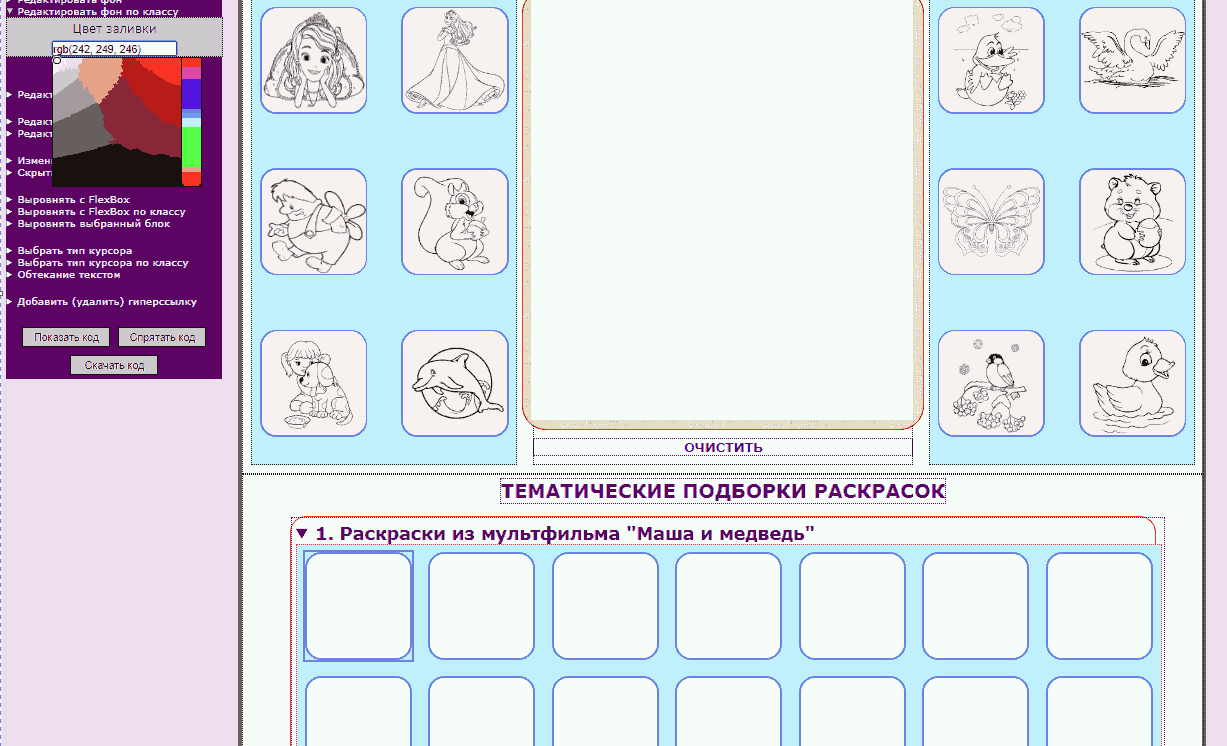 Редактировать фон
Редактировать фон по классу
Цвет заливки
rgb(242, 249, 246)
Выровнять с FlexBox
Выровнять с FlexBox по классу
Выровнять выбранный блок
Выбрать тип курсора
Выбрать тип курсора по классу
Обтекание текстом
Добавить (удалить) гиперссылку
Показать код
Спрятать код
Скачать код
ОЧИСТИТЬ
ТЕМАТИЧЕСКИЕ ПОДБОРКИ РАСКРАСОК
1. Раскраски из мультфильма "Маша и медведь"